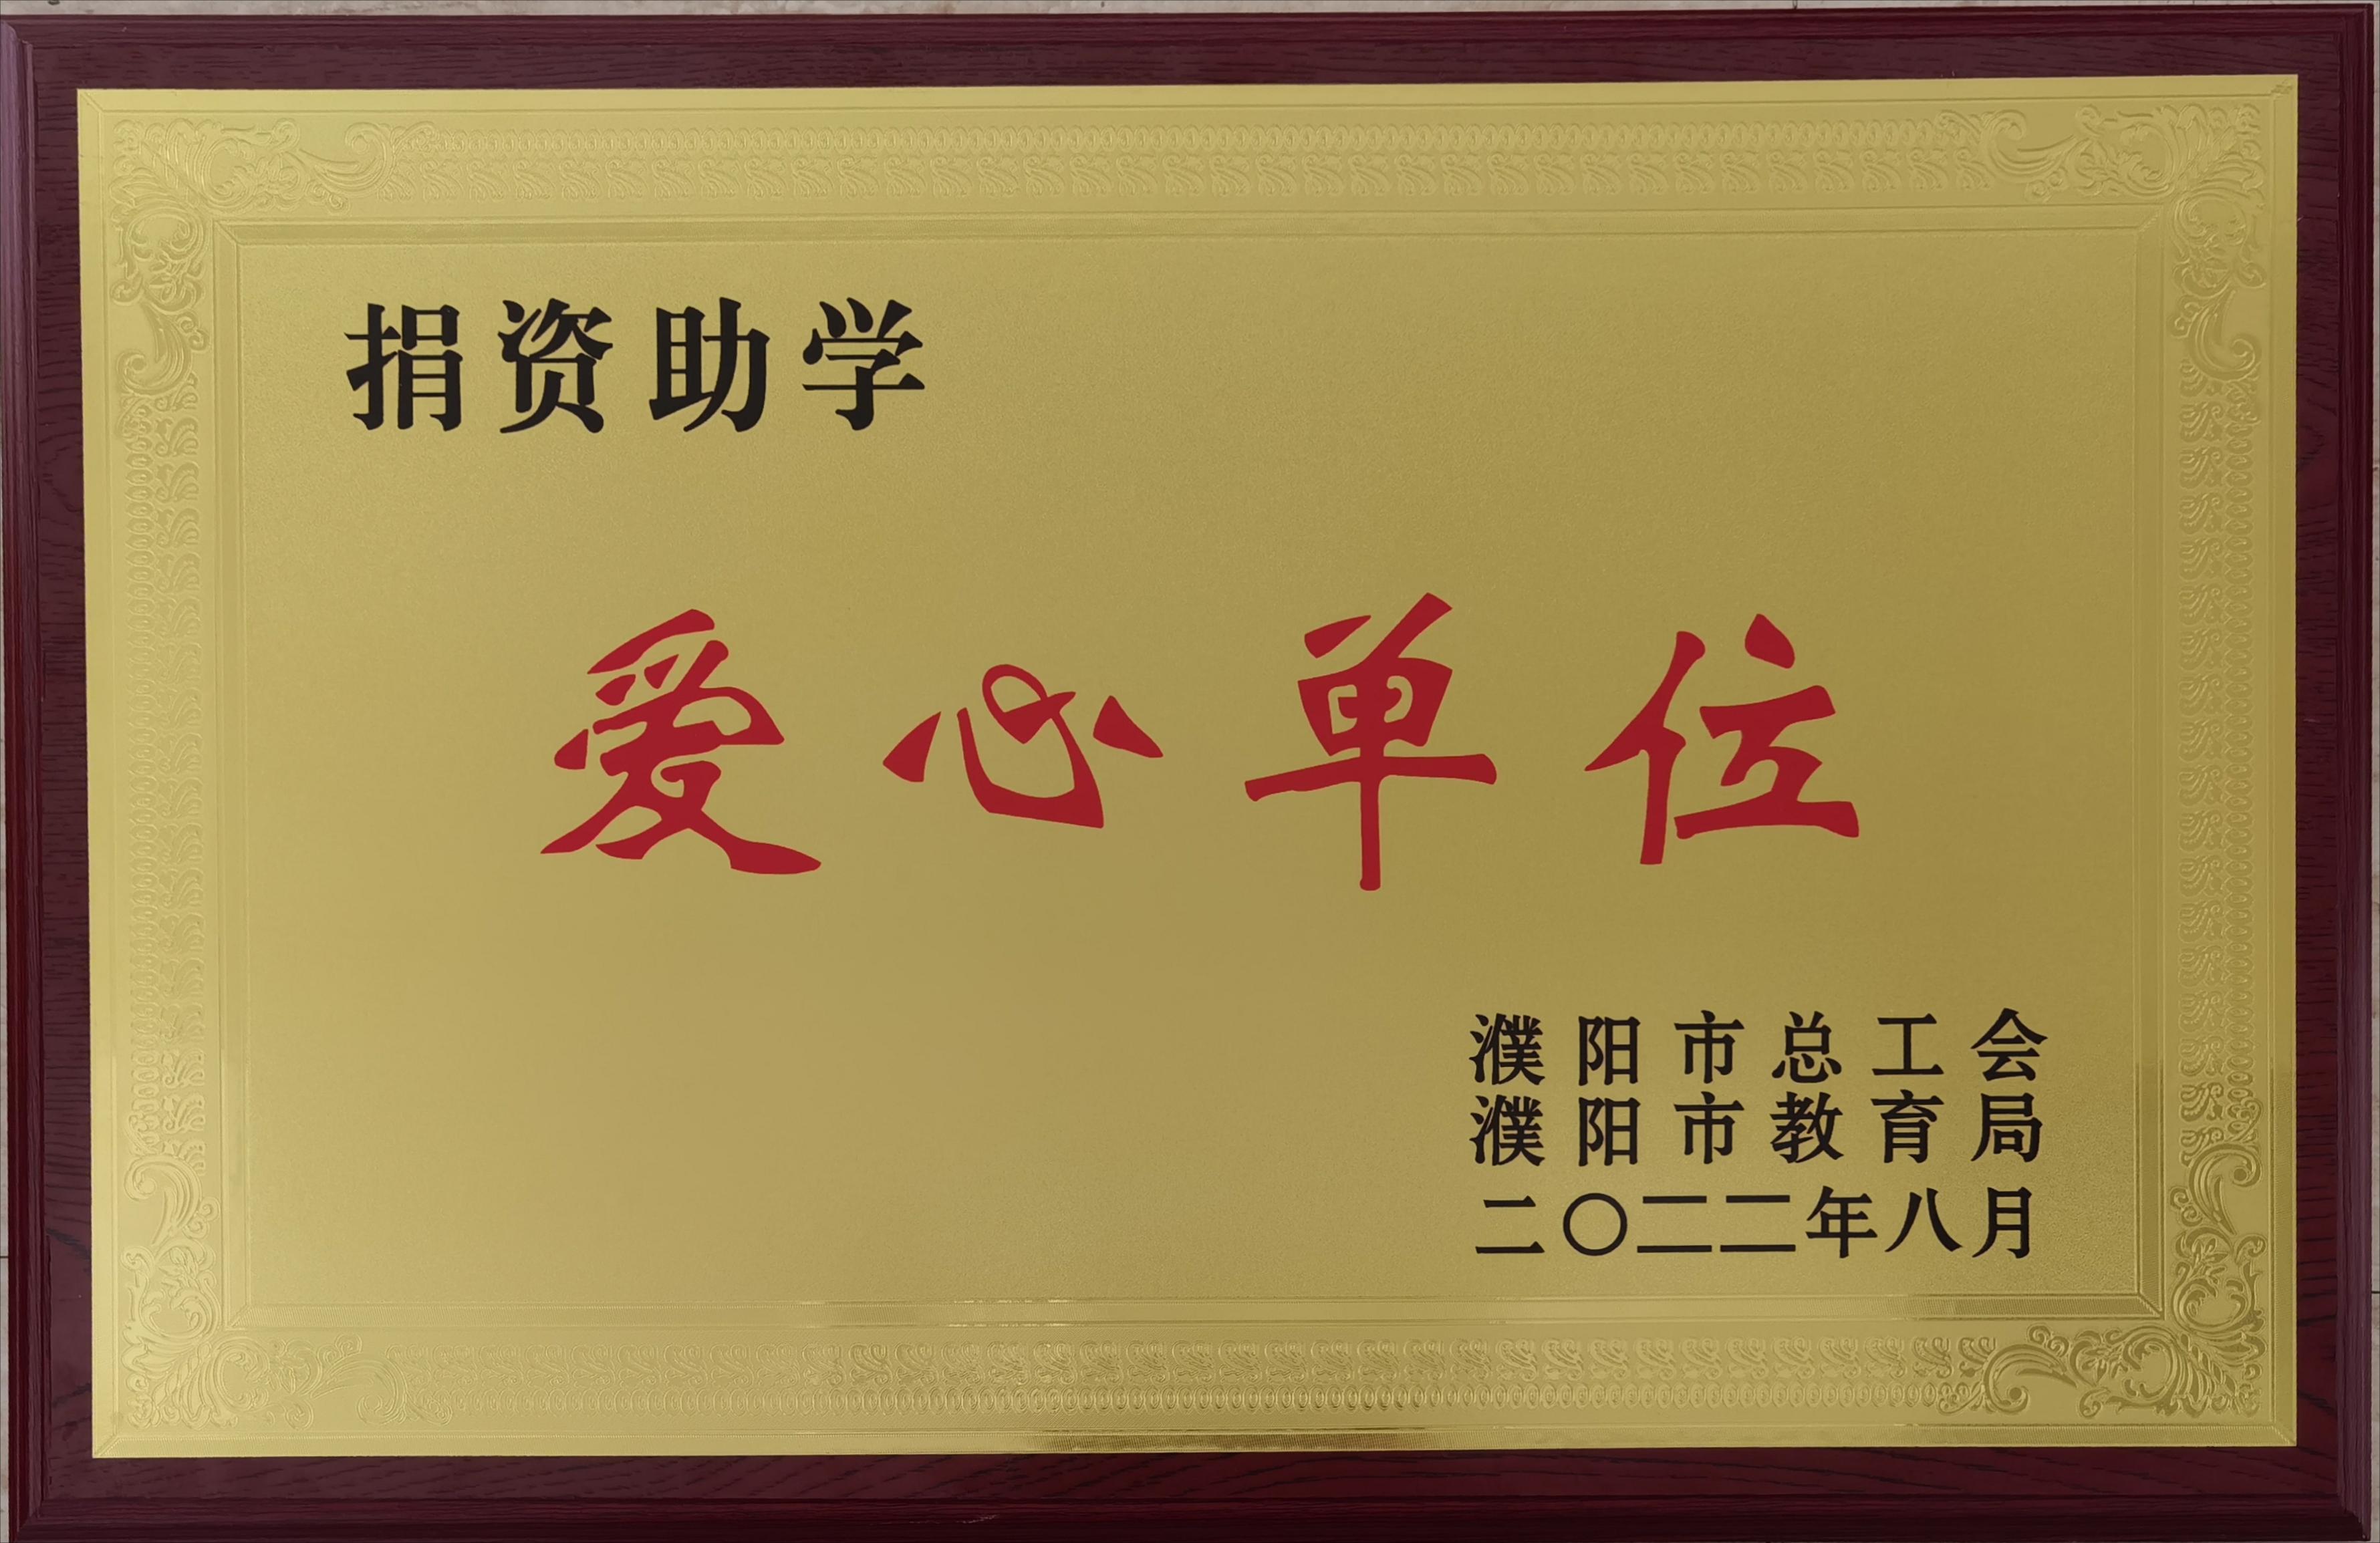 捐资助学
爱心单位
濮阳市总工会
濮阳市教育局
二〇二二年八月